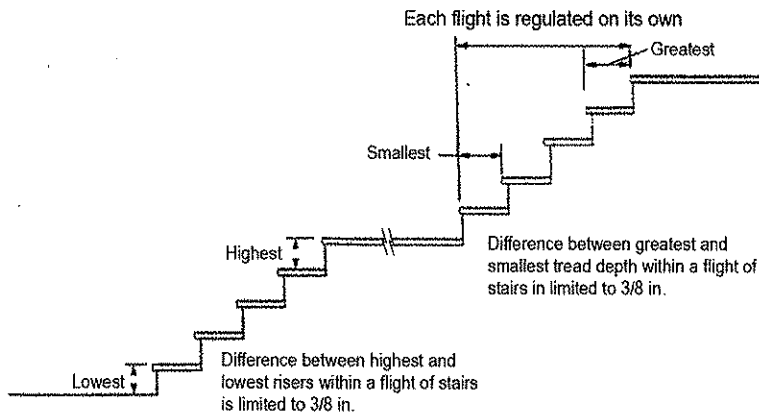 Each flight is regulated on its own
Greatest
Smallest
Highest
Difference between greatest and
smallest tread depth within a flight of
stairs in limited to 3/8 in.
Lowest
Difference between highest and
lowest risers within a flight of stairs
is limited to 3/8 in.